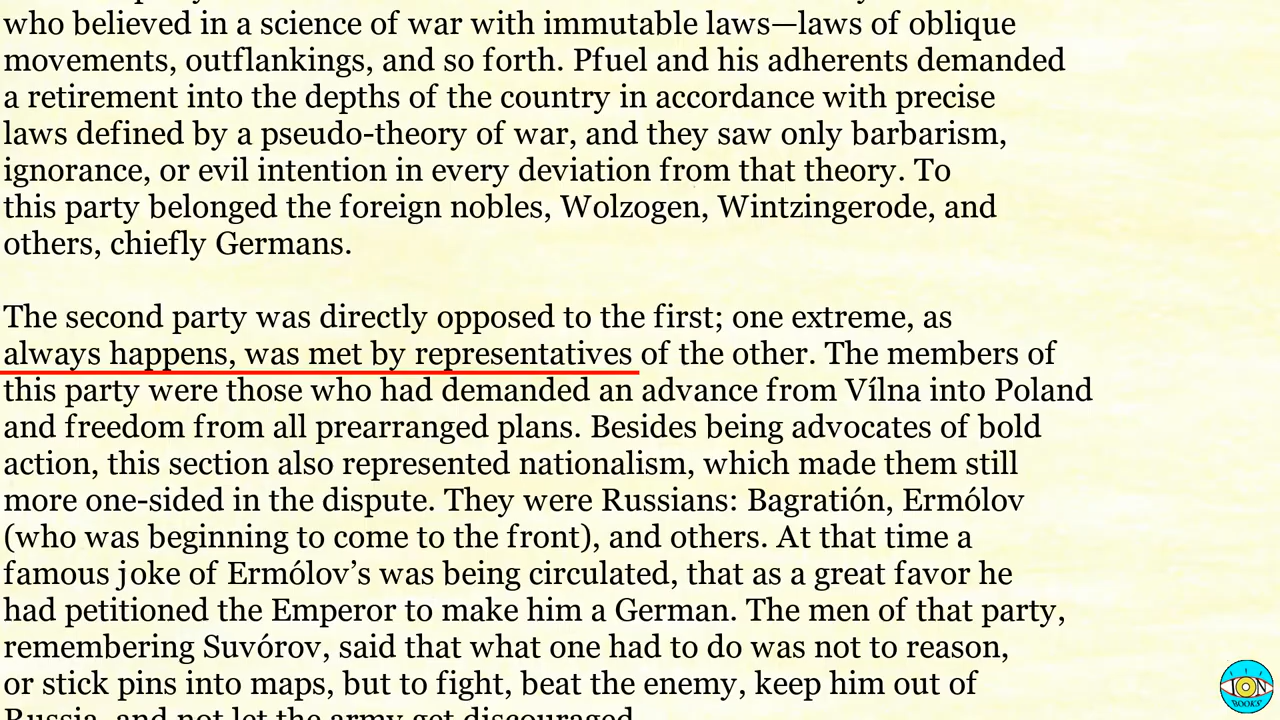 who believed in a science of war with immutable laws—laws of oblique
movements, outflankings, and so forth. Pfuel and his adherents demanded
a retirement into the depths of the country in accordance with precise
laws defined by a pseudo-theory of war, and they saw only barbarism,
ignorance, or evil intention in every deviation from that theory. To
this party belonged the foreign nobles, Wolzogen, Wintzingerode, and
others, chiefly Germans.
The second party was directly opposed to the first; one extreme, as
always happens, was met by representatives of the other. The members of
this party were those who had demanded an advance from Vílna into Poland
and freedom from all prearranged plans. Besides being advocates of bold
action, this section also represented nationalism, which made them still
more one-sided in the dispute. They were Russians: Bagratión, Ermólov
(who was beginning to come to the front), and others. At that time a
famous joke of Ermólov’s was being circulated, that as a great favor he
had petitioned the Emperor to make him a German. The men of that party,
remembering Suvórov, said that what one had to do was not to reason,
or stick pins into maps, but to fight, beat the enemy, keep him out of
Russia, and not let the army get discouraged.
ION
BOOKS